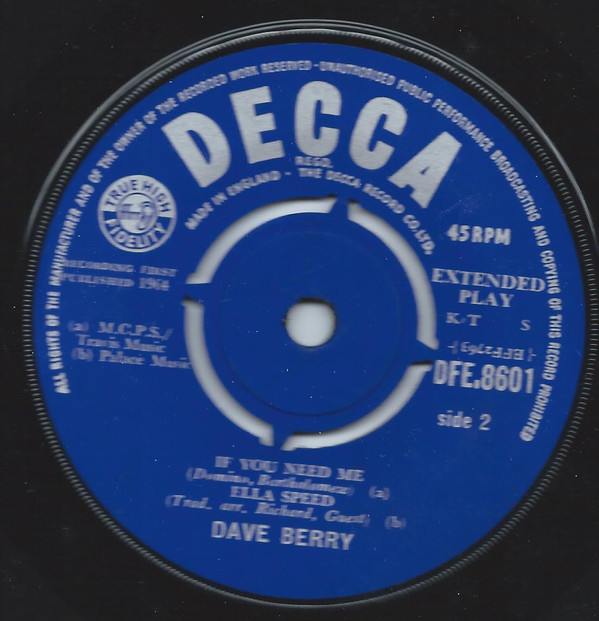 ALL RIGHTS OF THE MANUFACTURER AND OF THE OWNER OF THE RECORDED WORK RESERVED · UNAUTHORISED PUBLIC PERFORMANCE BROADCASTING AND COPYING OF THIS RECORD PROHIBITED
DECCA
REGD.
MADE IN ENGLAND · THE DECCA RECORD CO. LTD.
TRUE HIGH
ffrr
FIDELITY
45 RPM
RECORDING FIRST
PUBLISHED 1964
EXTENDED
PLAY
K/T S
(a) M.C.P.S./
Travis Music
(b) Palace Music
DFE.8601
side 2
IF YOU NEED ME
(Domino, Bartholomew) (a)
ELLA SPEED
(Trad. arr. Richard, Guest) (b)
DAVE BERRY